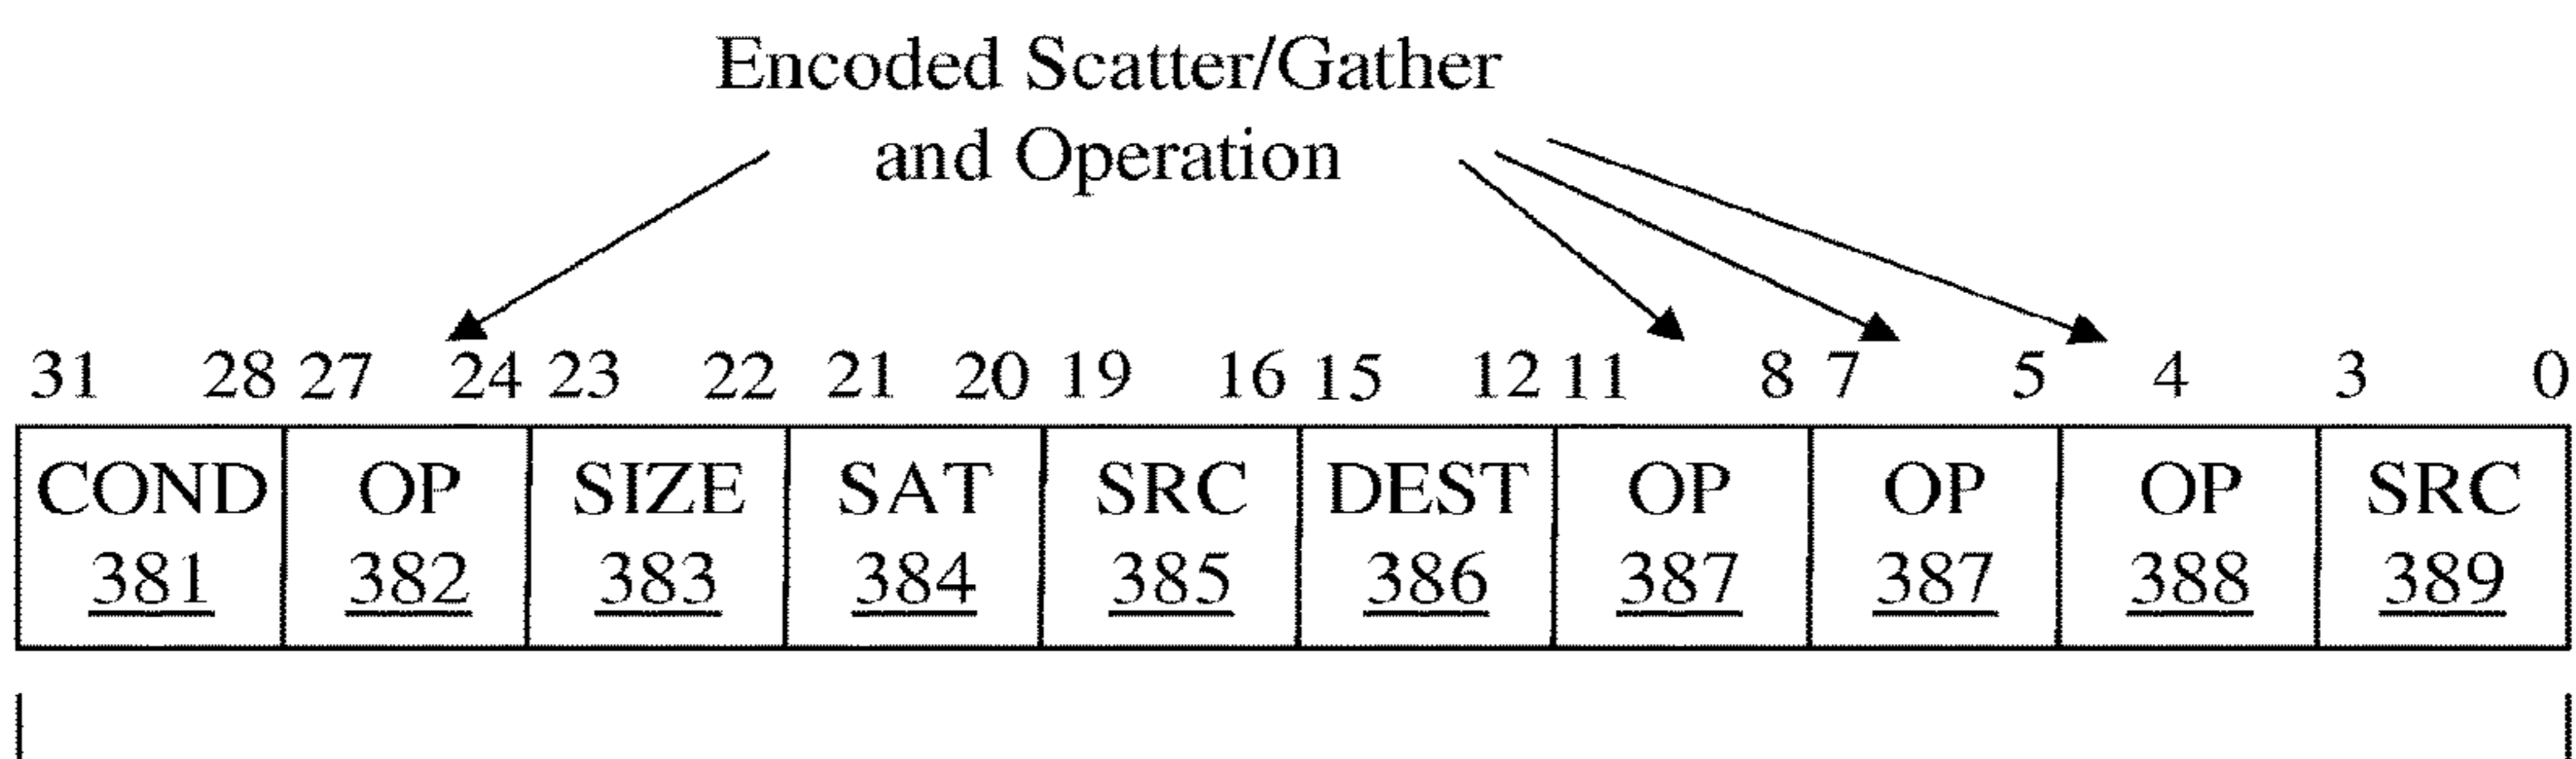 Encoded Scatter/Gather
and Operation
31 28 27 24 23 22 21 20 19 16 15 12 11 8 7 5 4 3 0
COND OP SIZE SAT SRC DEST OP OP OP SRC
381 382 383 384 385 386 387 387 388 389